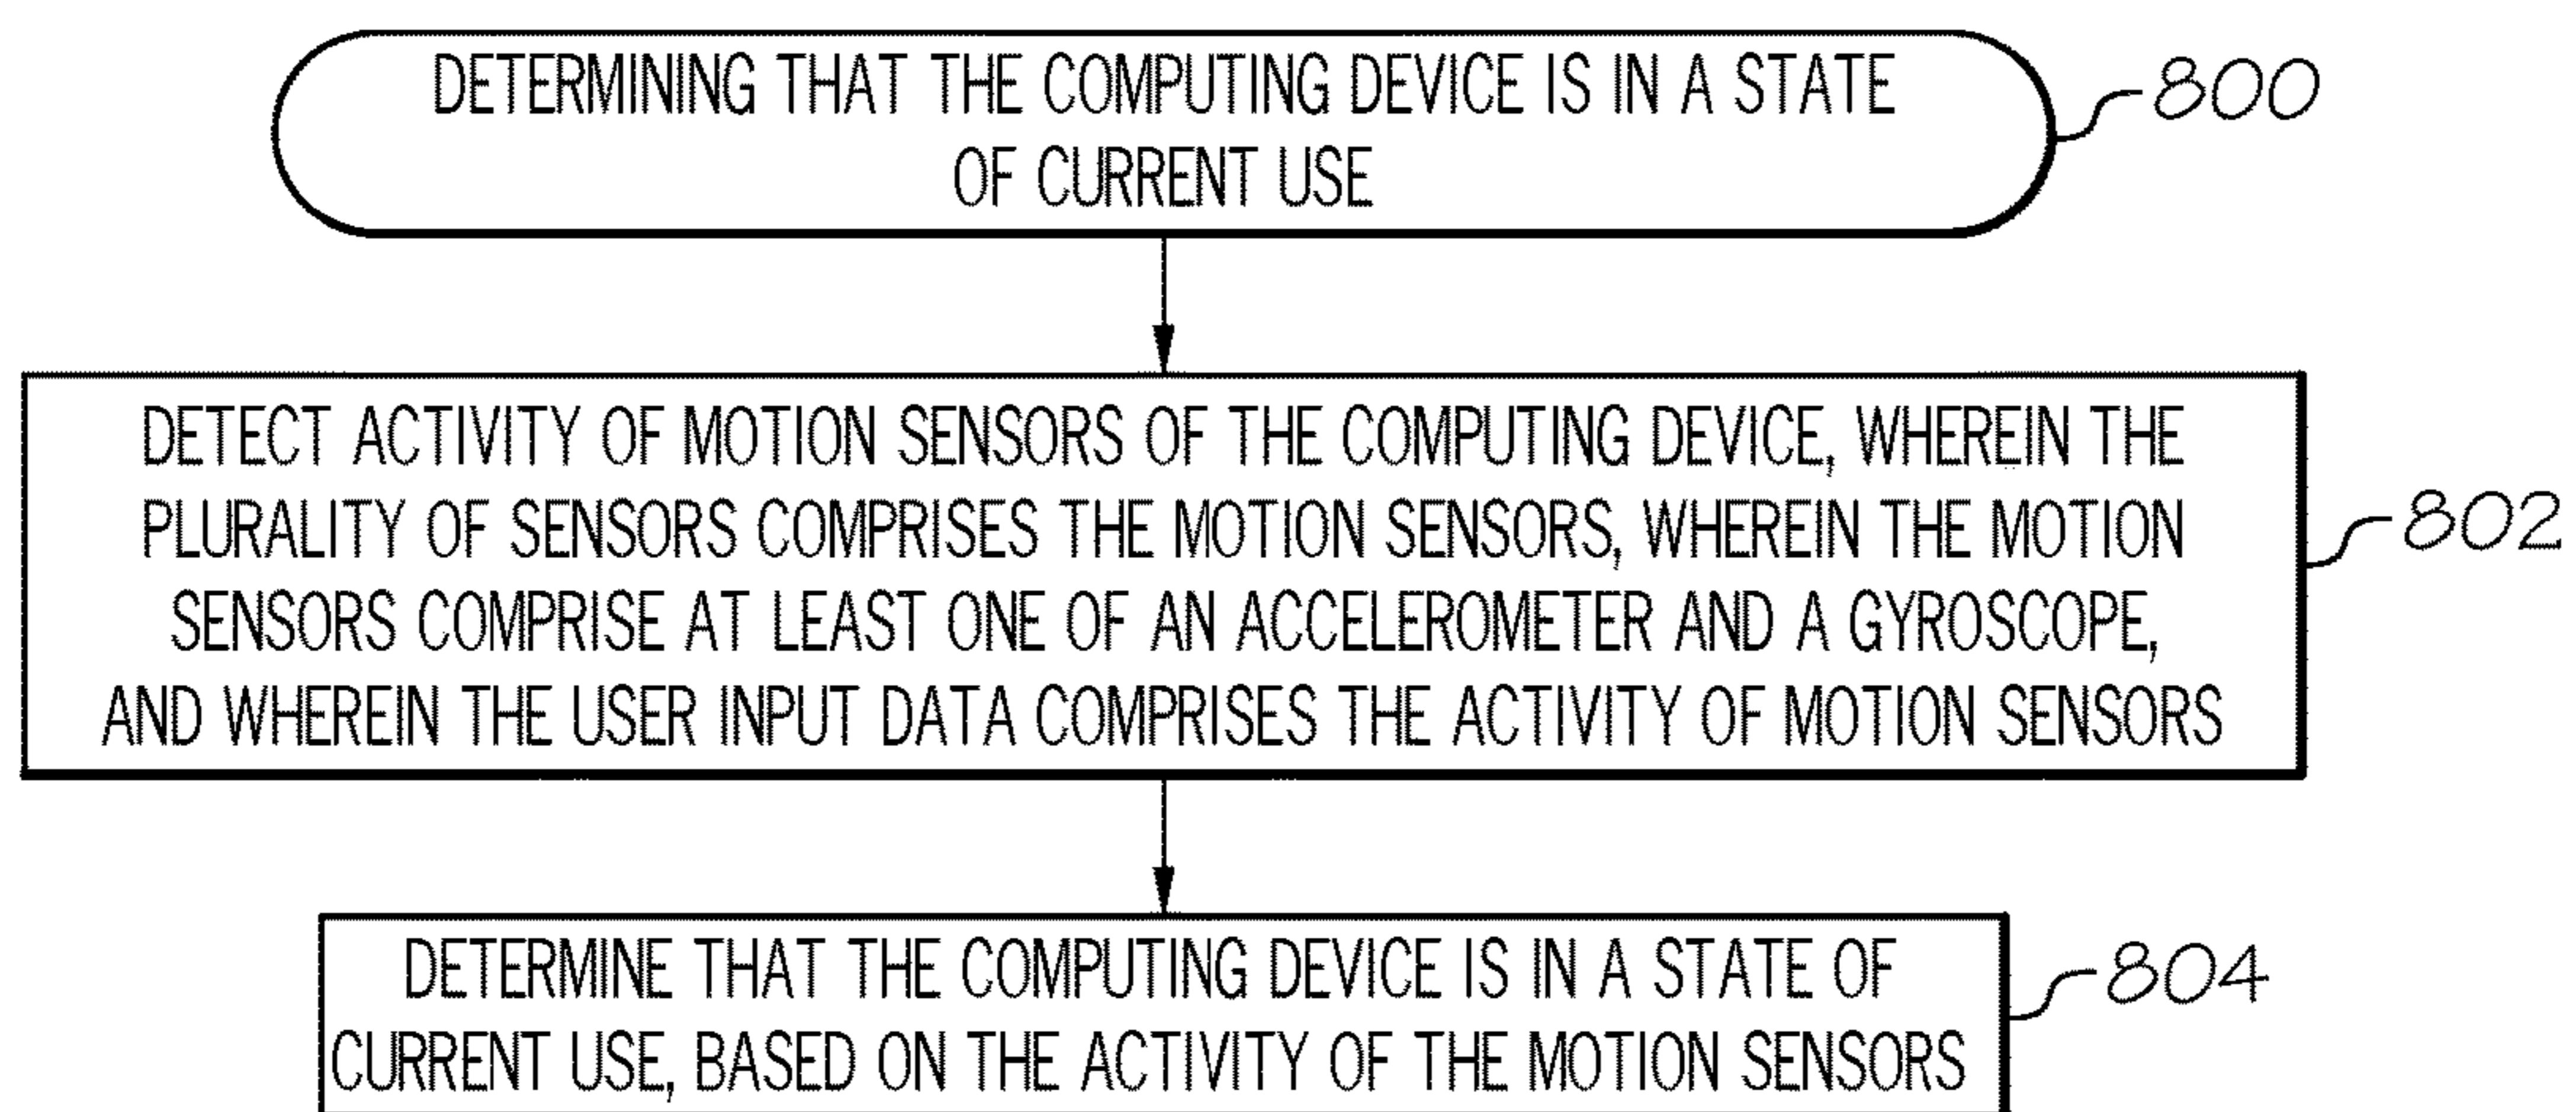 DETERMINING THAT THE COMPUTING DEVICE IS IN A STATE
OF CURRENT USE
800
DETECT ACTIVITY OF MOTION SENSORS OF THE COMPUTING DEVICE, WHEREIN THE
PLURALITY OF SENSORS COMPRISES THE MOTION SENSORS, WHEREIN THE MOTION
SENSORS COMPRISE AT LEAST ONE OF AN ACCELEROMETER AND A GYROSCOPE,
AND WHEREIN THE USER INPUT DATA COMPRISES THE ACTIVITY OF MOTION SENSORS
802
DETERMINE THAT THE COMPUTING DEVICE IS IN A STATE OF
CURRENT USE, BASED ON THE ACTIVITY OF THE MOTION SENSORS
804